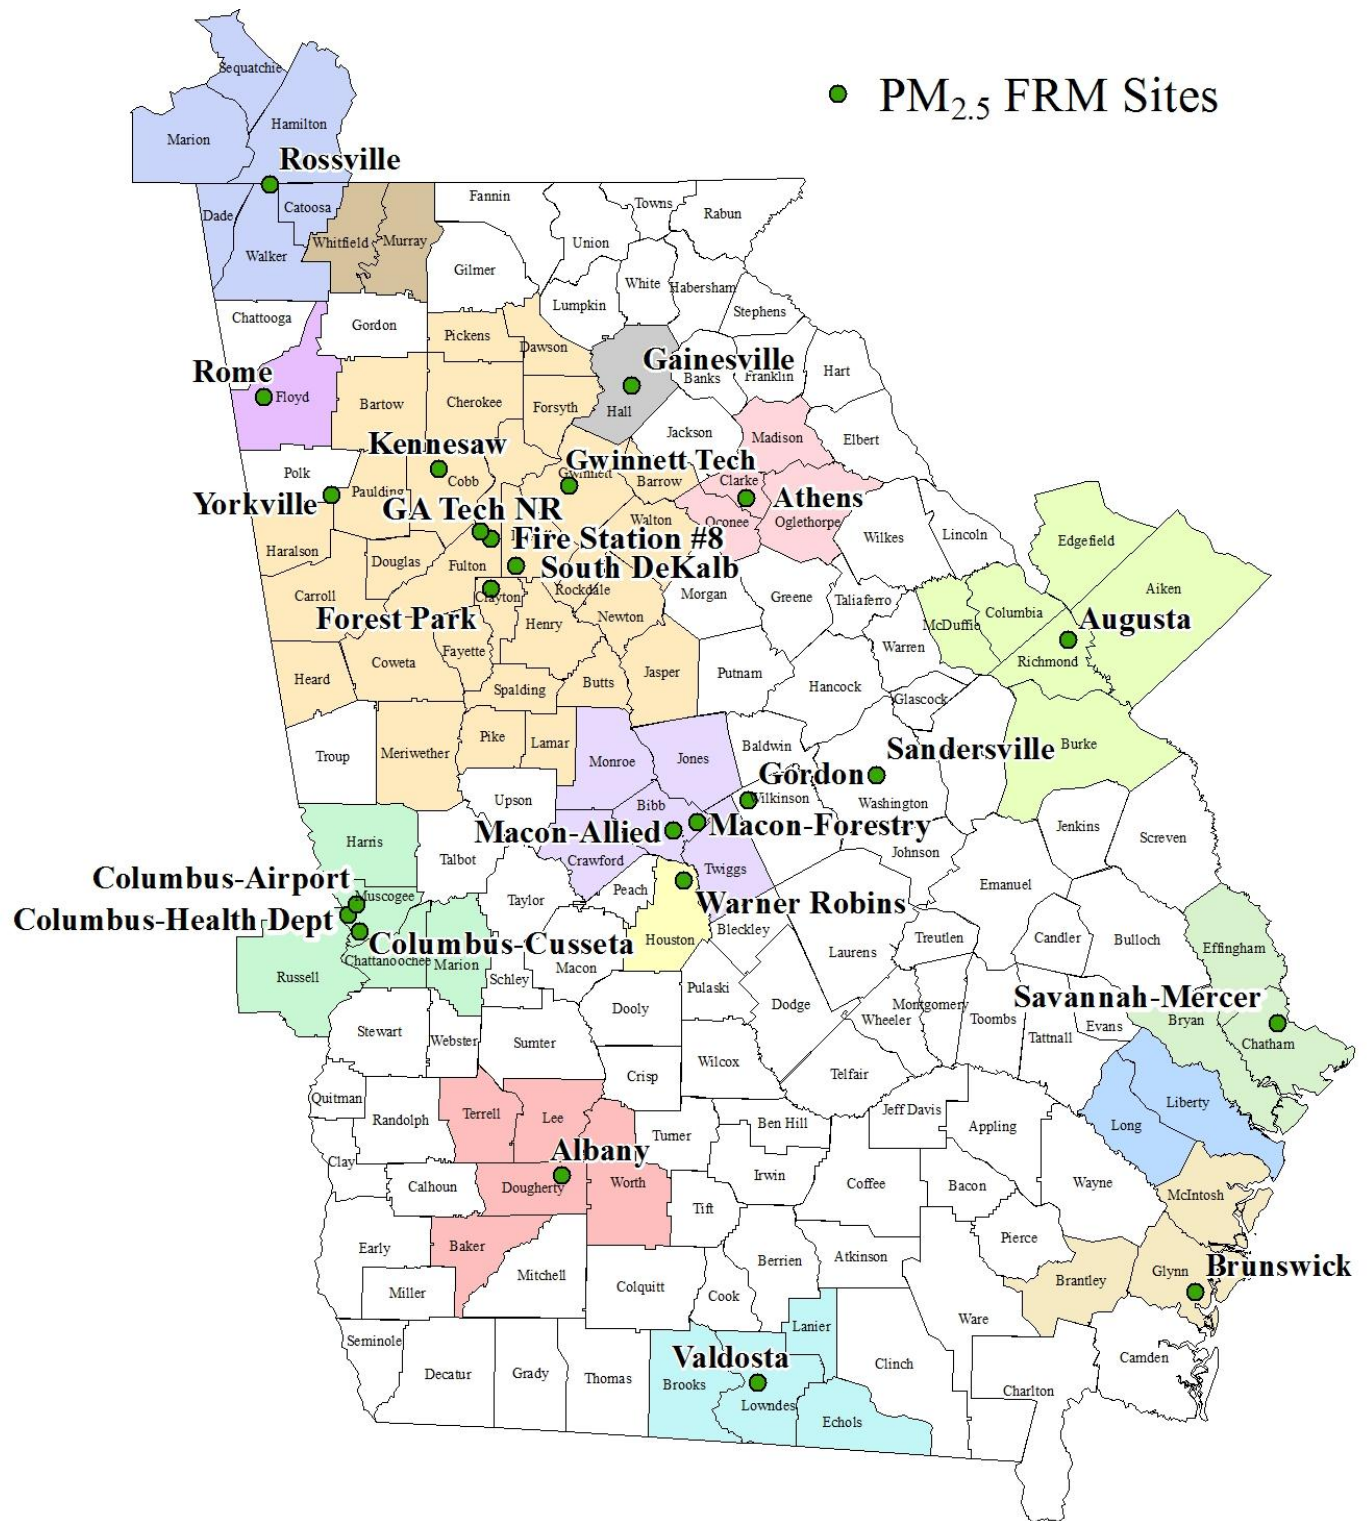 PM2.5 FRM Sites
Sequatchie
Marion
Hamilton
Rossville
Dade
Catoosa
Walker
Whitfield
Murray
Fannin
Towns
Rabun
Union
Gilmer
White
Habersham
Lumpkin
Stephens
Chattooga
Gordon
Pickens
Dawson
Rome
Floyd
Gainesville
Banks
Franklin
Hart
Bartow
Cherokee
Forsyth
Hall
Jackson
Madison
Elbert
Kennesaw
Polk
Cobb
Gwinnett Tech
Gwinnett
Barrow
Clarke
Athens
Yorkville
Paulding
GA Tech NR
Fire Station #8
Walton
Oconee
Oglethorpe
Wilkes
Lincoln
Edgefield
Haralson
Douglas
Fulton
South DeKalb
Carroll
Clayton
Rockdale
Morgan
Greene
Taliaferro
McDuffie
Columbia
Aiken
Augusta
Forest Park
Henry
Newton
Warren
Richmond
Heard
Coweta
Fayette
Spalding
Butts
Jasper
Putnam
Hancock
Glascock
Troup
Meriwether
Pike
Lamar
Monroe
Jones
Baldwin
Sandersville
Burke
Upson
Bibb
Gordon
Wilkinson
Washington
Jenkins
Screven
Harris
Talbot
Macon-Allied
Macon-Forestry
Crawford
Twiggs
Johnson
Emanuel
Columbus-Airport
Muscogee
Taylor
Peach
Warner Robins
Columbus-Health Dept
Columbus-Cusseta
Houston
Bleckley
Laurens
Treutlen
Candler
Bulloch
Effingham
Russell
Chattahoochee
Marion
Schley
Macon
Dooly
Pulaski
Dodge
Wheeler
Montgomery
Toombs
Tattnall
Evans
Savannah-Mercer
Bryan
Chatham
Stewart
Webster
Sumter
Crisp
Wilcox
Telfair
Quitman
Randolph
Terrell
Lee
Turner
Ben Hill
Jeff Davis
Appling
Long
Liberty
Clay
Calhoun
Albany
Dougherty
Worth
Irwin
Tift
Coffee
Bacon
Wayne
McIntosh
Early
Baker
Mitchell
Colquitt
Cook
Berrien
Atkinson
Pierce
Brantley
Glynn
Brunswick
Miller
Lanier
Ware
Seminole
Decatur
Grady
Thomas
Valdosta
Brooks
Lowndes
Echols
Clinch
Charlton
Camden